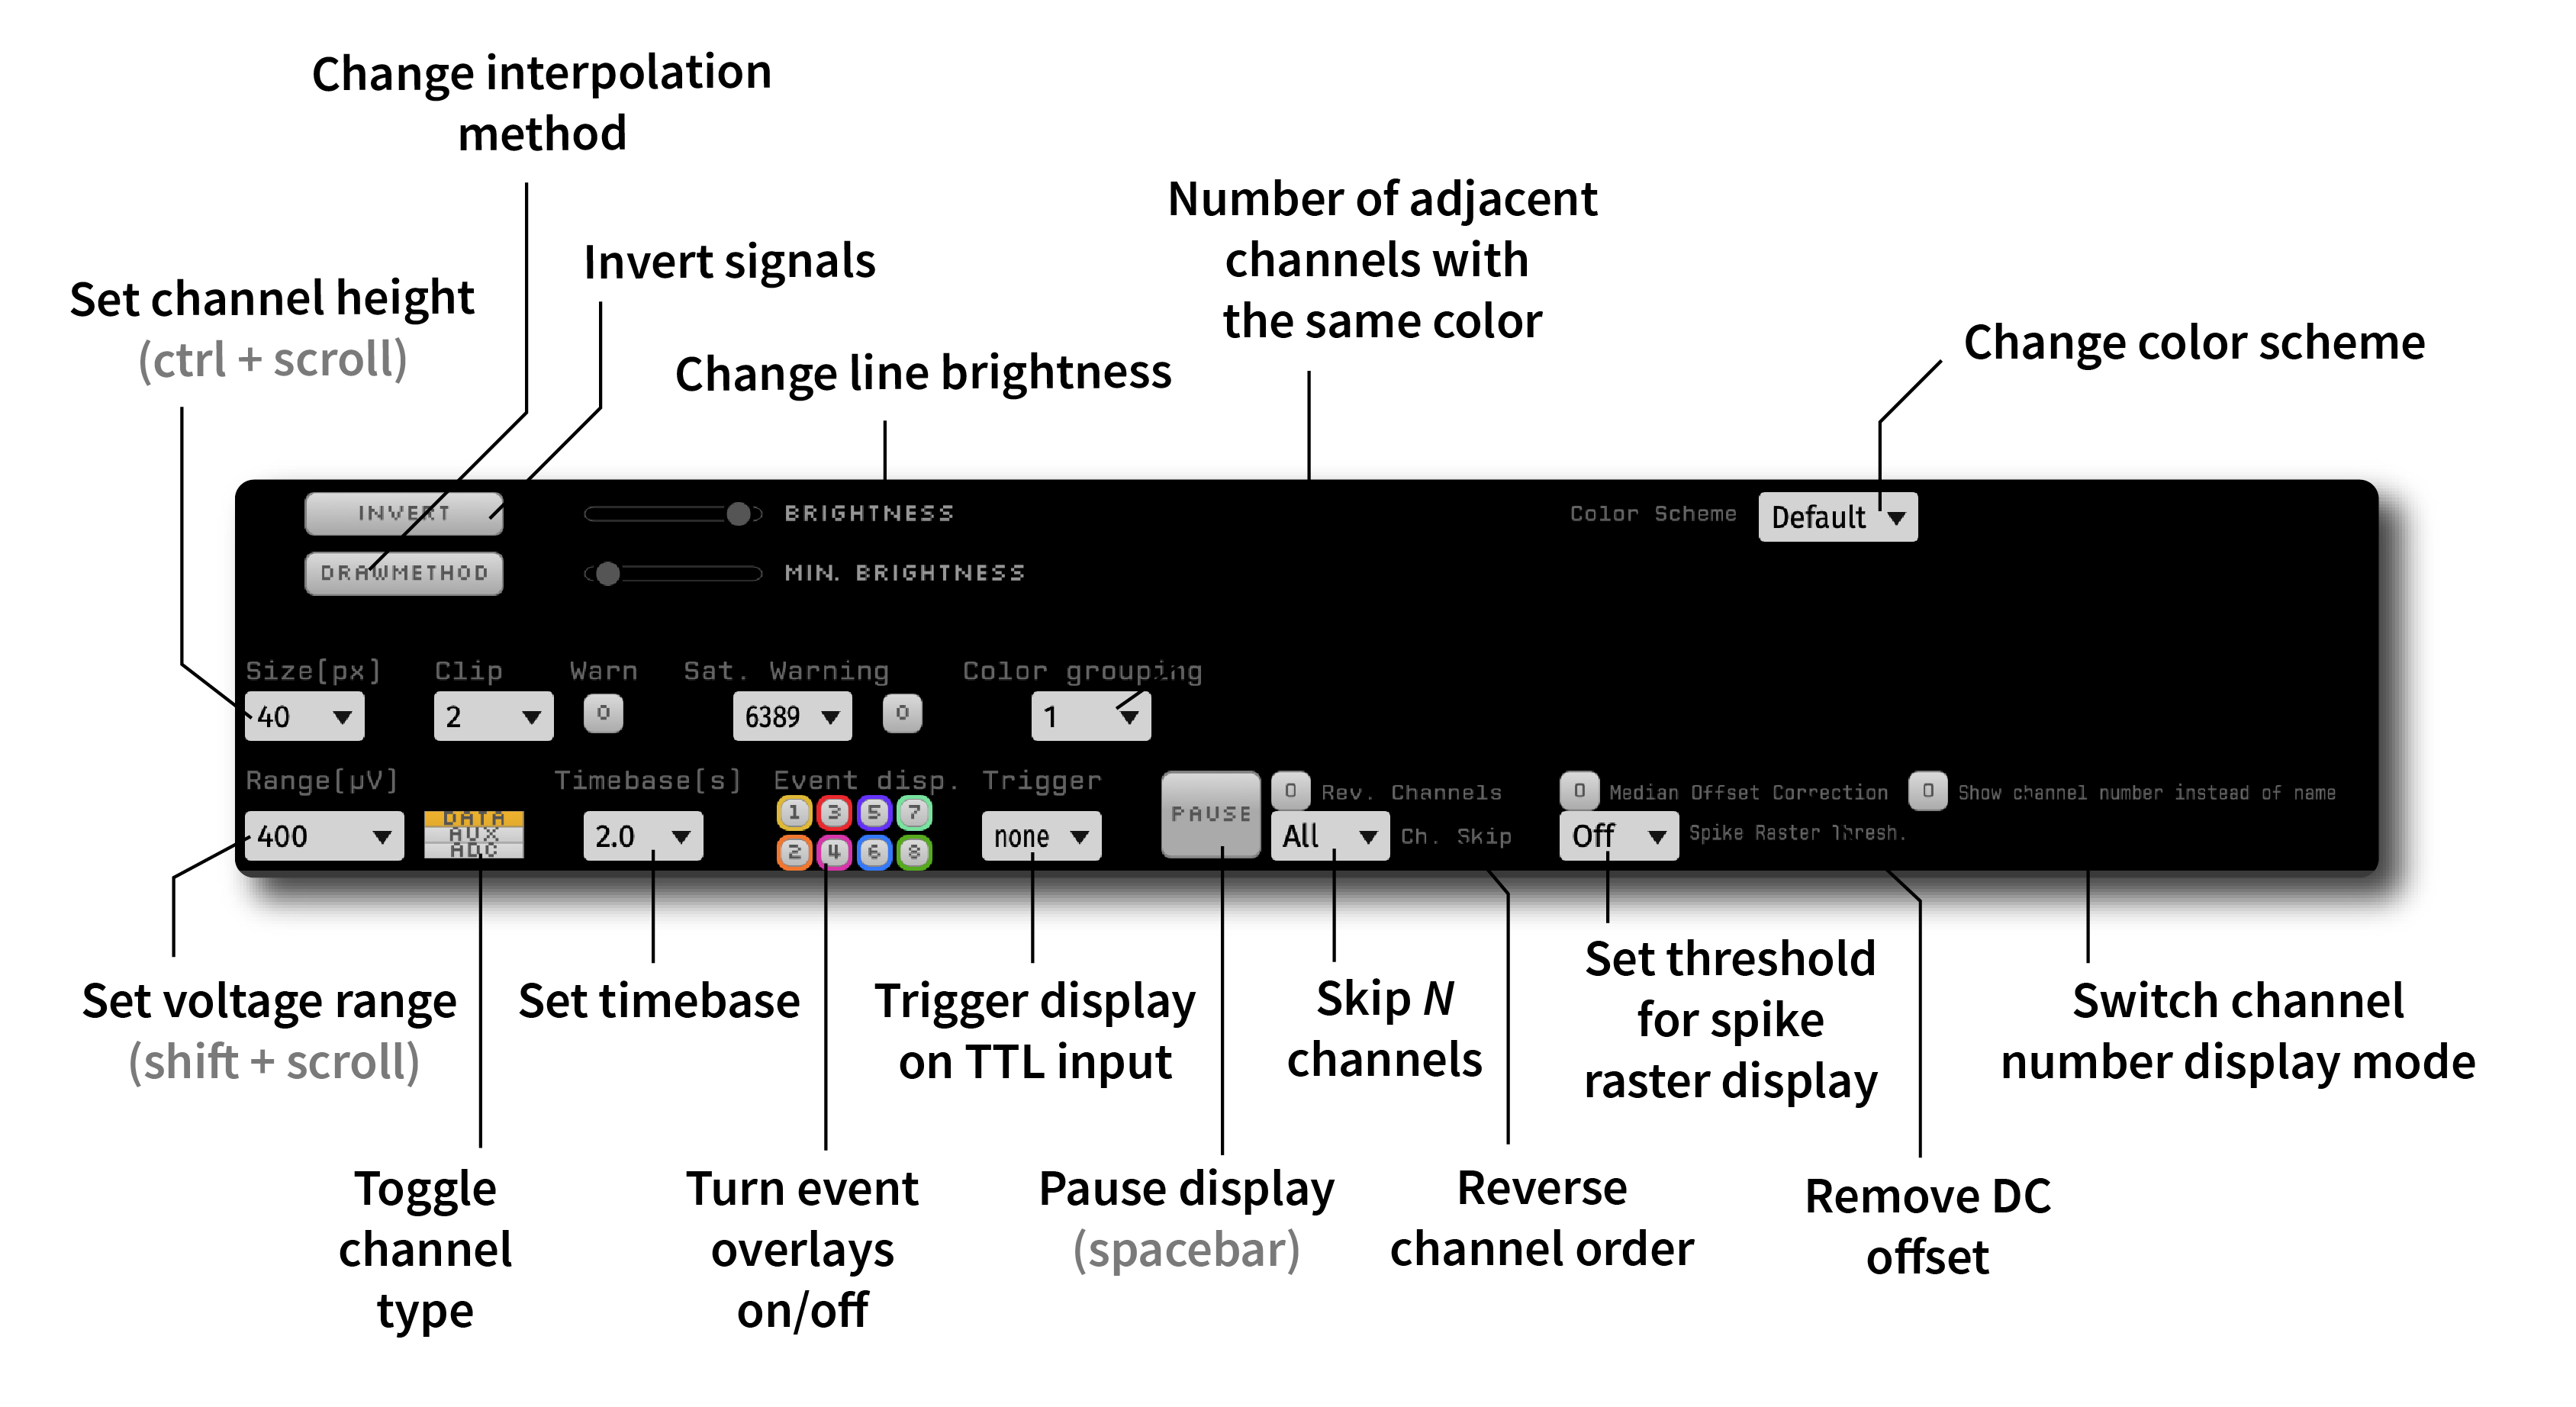 Change interpolation
method
Number of adjacent
channels with
the same color
Invert signals
Set channel height
(ctrl + scroll)
Change line brightness
Change color scheme
INVERT
BRIGHTNESS
Color Scheme
Default
DRAWMETHOD
MIN. BRIGHTNESS
Size[px]
Clip
Warn
Sat. Warning
Color grouping
40
2
0
6389
0
1
Range[µV]
Timebase[s]
Event disp.
Trigger
400
DATA
AUX
ADC
2.0
1 3 5 7
2 4 6 8
none
PAUSE
0 Rev. Channels
All Ch. Skip
0 Median Offset Correction
Off Spike Raster Thresh.
0 Show channel number instead of name
Set voltage range
(shift + scroll)
Set timebase
Trigger display
on TTL input
Skip N
channels
Set threshold
for spike
raster display
Switch channel
number display mode
Toggle
channel
type
Turn event
overlays
on/off
Pause display
(spacebar)
Reverse
channel order
Remove DC
offset